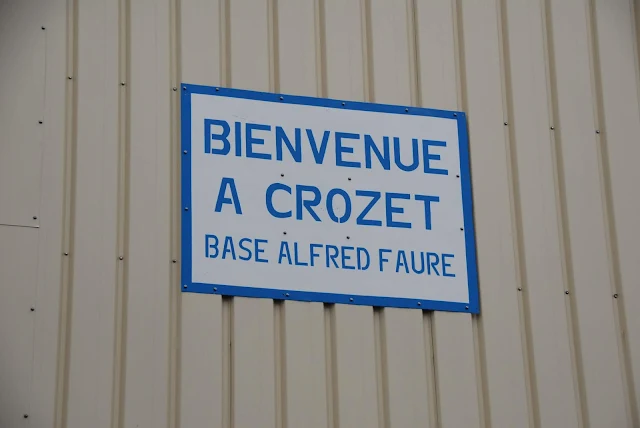 BIENVENUE
A CROZET
BASE ALFRED FAURE